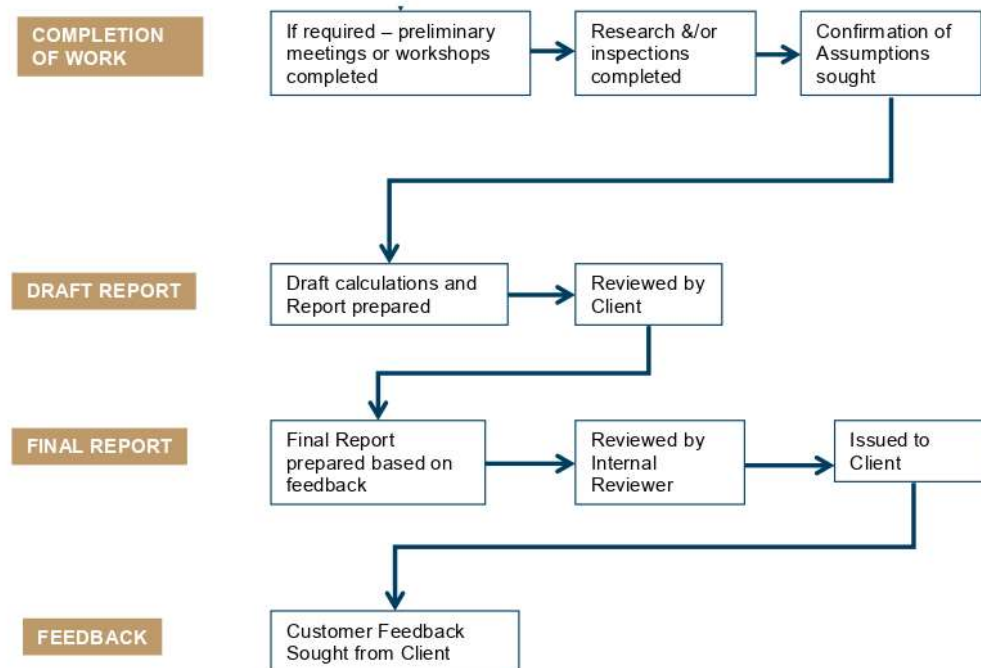 COMPLETION
OF WORK
If required – preliminary
meetings or workshops
completed
Research &/or
inspections
completed
Confirmation of
Assumptions
sought
DRAFT REPORT
Draft calculations and
Report prepared
Reviewed by
Client
FINAL REPORT
Final Report
prepared based on
feedback
Reviewed by
Internal
Reviewer
Issued to
Client
FEEDBACK
Customer Feedback
Sought from Client